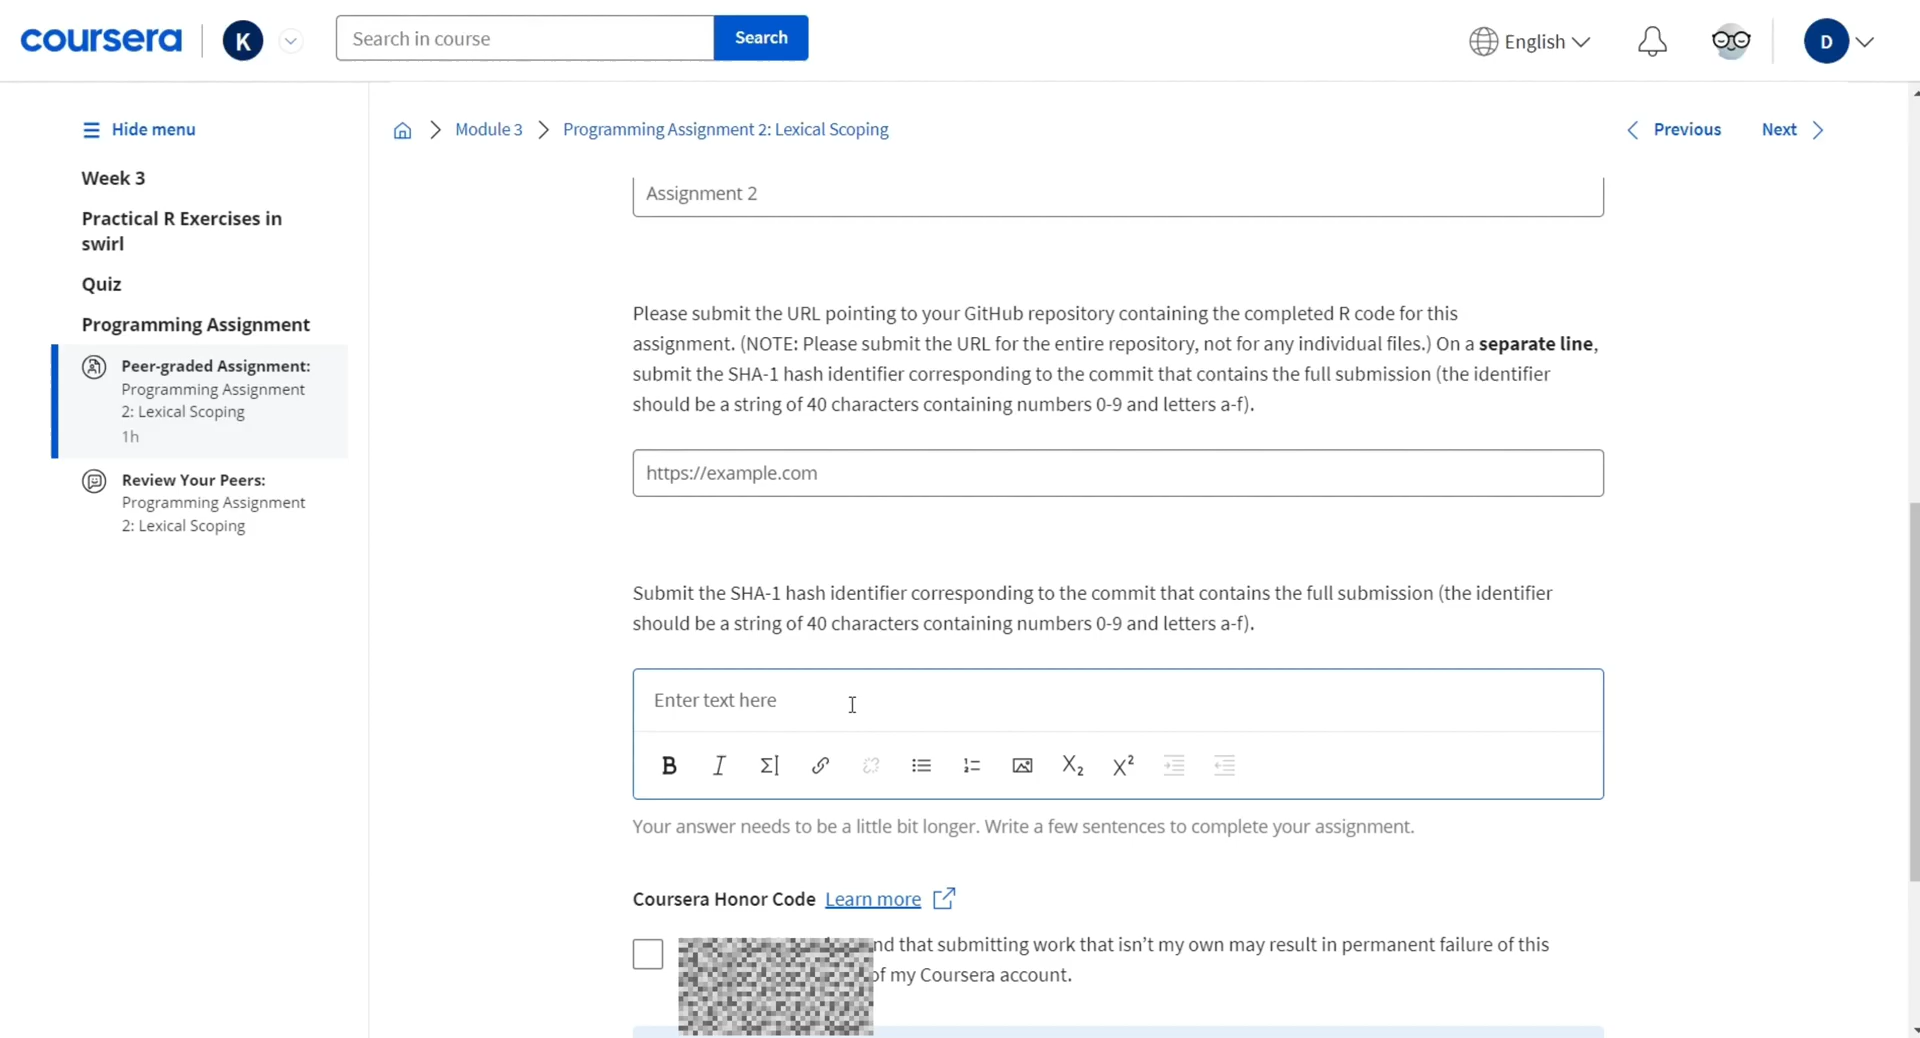 coursera
K
Search in course
Search
English
D
Hide menu
Week 3
Practical R Exercises in
swirl
Quiz
Programming Assignment
Peer-graded Assignment:
Programming Assignment
2: Lexical Scoping
1h
Review Your Peers:
Programming Assignment
2: Lexical Scoping
Module 3
Programming Assignment 2: Lexical Scoping
Previous
Next
Assignment 2
Please submit the URL pointing to your GitHub repository containing the completed R code for this
assignment. (NOTE: Please submit the URL for the entire repository, not for any individual files.) On a separate line,
submit the SHA-1 hash identifier corresponding to the commit that contains the full submission (the identifier
should be a string of 40 characters containing numbers 0-9 and letters a-f).
https://example.com
Submit the SHA-1 hash identifier corresponding to the commit that contains the full submission (the identifier
should be a string of 40 characters containing numbers 0-9 and letters a-f).
Enter text here
B I Σ X₂ X²
Your answer needs to be a little bit longer. Write a few sentences to complete your assignment.
Coursera Honor Code Learn more
that submitting work that isn't my own may result in permanent failure of this
of my Coursera account.